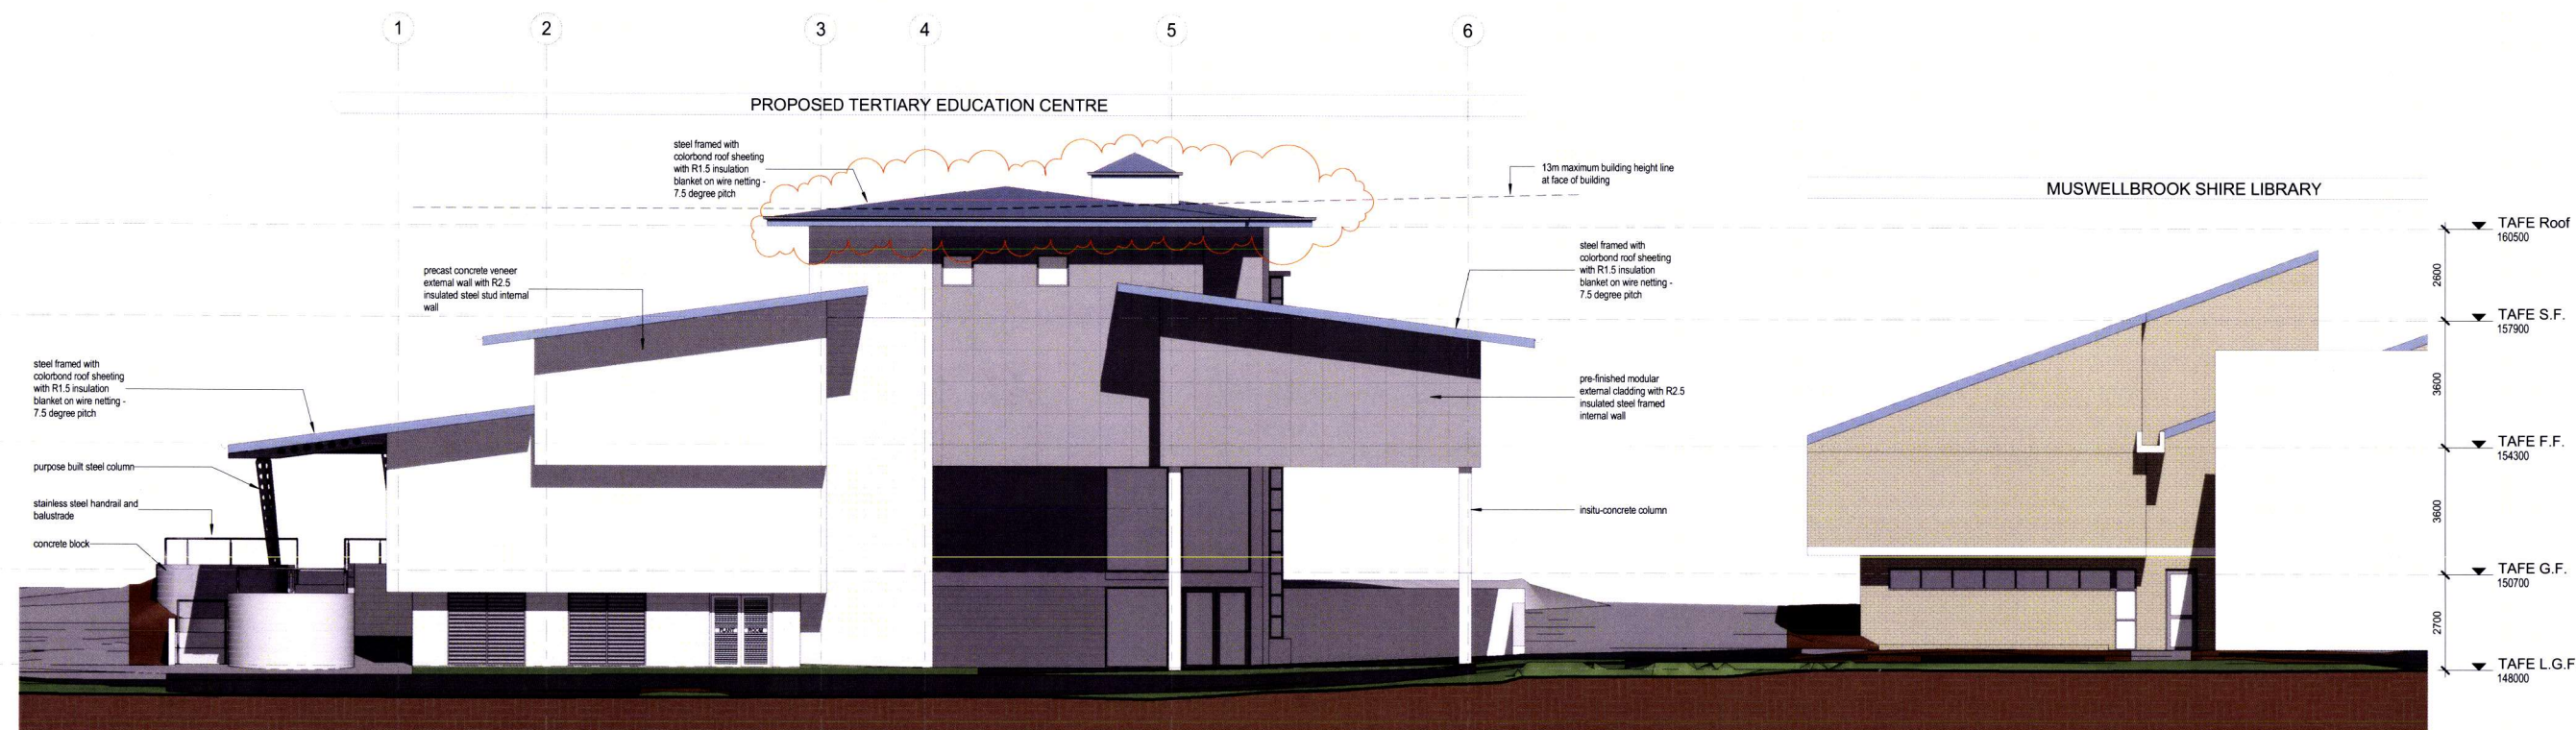 1
2
3
4
5
6
PROPOSED TERTIARY EDUCATION CENTRE
steel framed with
colorbond roof sheeting
with R1.5 insulation
blanket on wire netting -
7.5 degree pitch
13m maximum building height line
at face of building
MUSWELLBROOK SHIRE LIBRARY
precast concrete veneer
external wall with R2.5
insulated steel stud internal
wall
steel framed with
colorbond roof sheeting
with R1.5 insulation
blanket on wire netting -
7.5 degree pitch
steel framed with
colorbond roof sheeting
with R1.5 insulation
blanket on wire netting -
7.5 degree pitch
pre-finished modular
external cladding with R2.5
insulated steel framed
internal wall
purpose built steel column
stainless steel handrail and
balustrade
concrete block
insitu-concrete column
PLANT ROOM
TAFE Roof
160500
2600
TAFE S.F.
157900
3600
TAFE F.F.
154300
3600
TAFE G.F.
150700
2700
TAFE L.G.F
148000